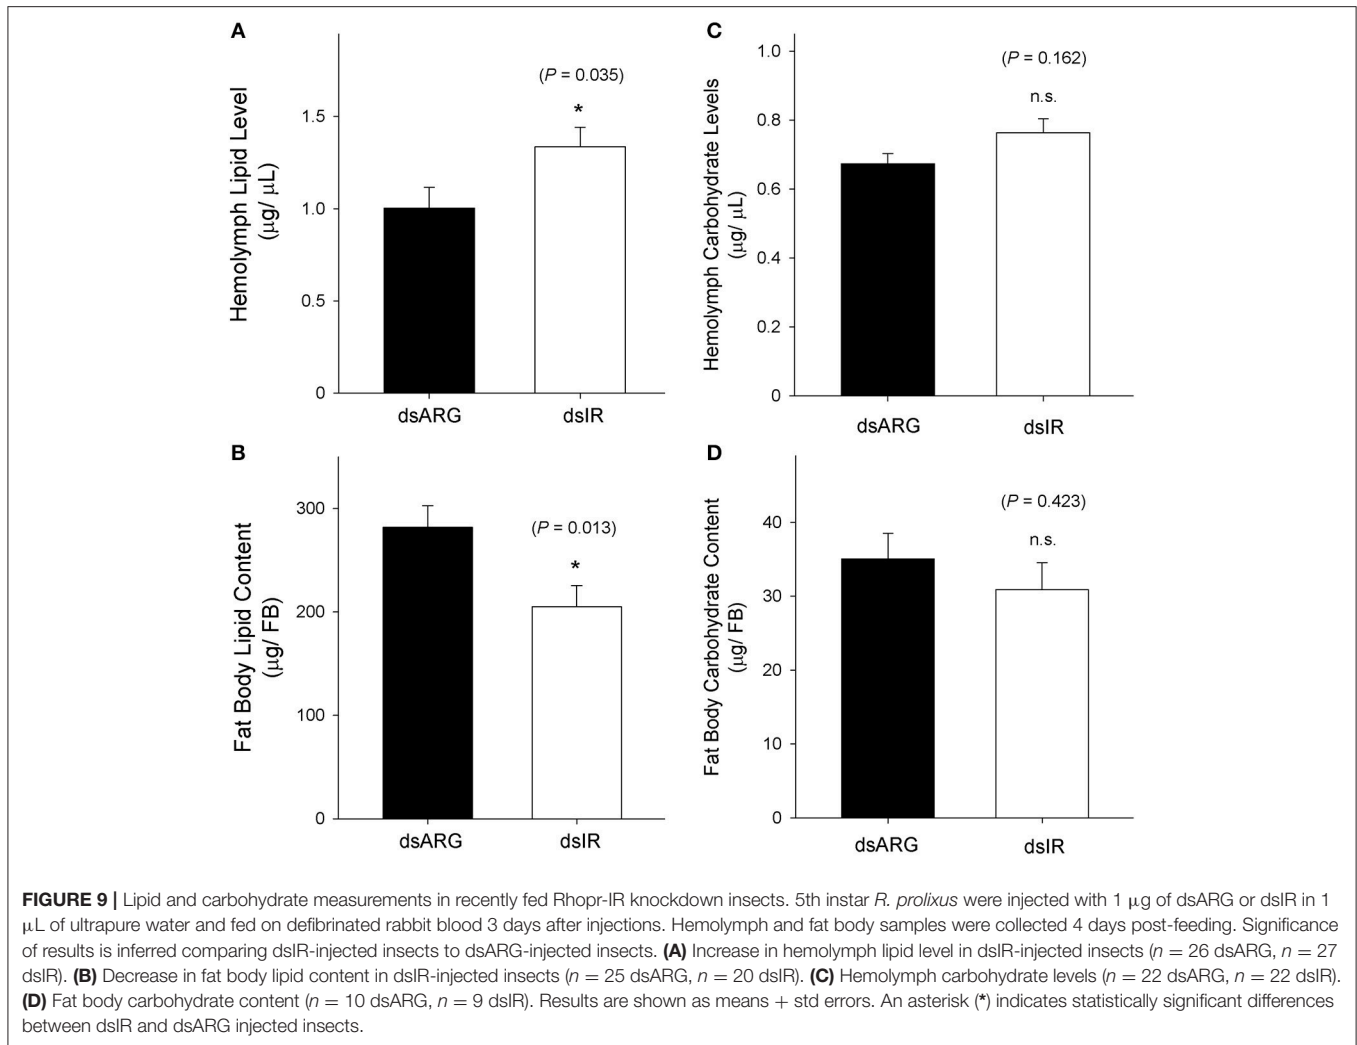 A
Hemolymph Lipid Level
(µg/ µL)
1.5
1.0
0.5
0
(P = 0.035)
*
dsARG
dsIR
C
Hemolymph Carbohydrate Levels
(µg/ µL)
1.0
0.8
0.6
0.4
0.2
0
(P = 0.162)
n.s.
dsARG
dsIR
B
Fat Body Lipid Content
(µg/ FB)
300
200
100
0
(P = 0.013)
*
dsARG
dsIR
D
Fat Body Carbohydrate Content
(µg/ FB)
40
30
20
10
0
(P = 0.423)
n.s.
dsARG
dsIR
FIGURE 9 | Lipid and carbohydrate measurements in recently fed Rhopr-IR knockdown insects. 5th instar R. prolixus were injected with 1 µg of dsARG or dsIR in 1
µL of ultrapure water and fed on defibrinated rabbit blood 3 days after injections. Hemolymph and fat body samples were collected 4 days post-feeding. Significance
of results is inferred comparing dsIR-injected insects to dsARG-injected insects. (A) Increase in hemolymph lipid level in dsIR-injected insects (n = 26 dsARG, n = 27
dsIR). (B) Decrease in fat body lipid content in dsIR-injected insects (n = 25 dsARG, n = 20 dsIR). (C) Hemolymph carbohydrate levels (n = 22 dsARG, n = 22 dsIR).
(D) Fat body carbohydrate content (n = 10 dsARG, n = 9 dsIR). Results are shown as means + std errors. An asterisk (*) indicates statistically significant differences
between dsIR and dsARG injected insects.